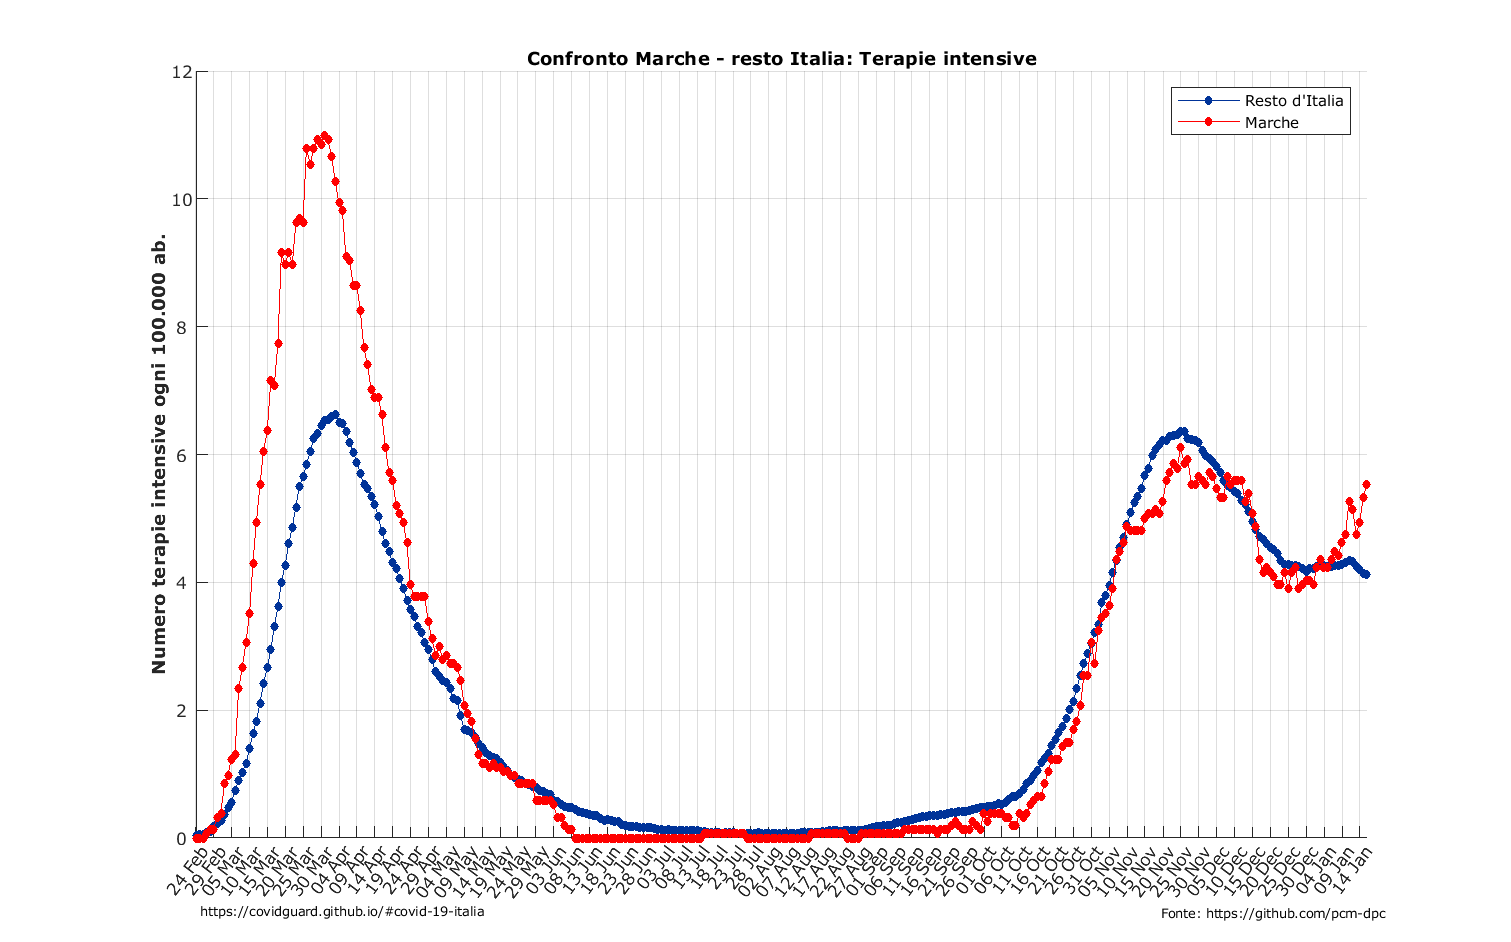 Confronto Marche - resto Italia: Terapie intensive
Resto d'Italia
Marche
Numero terapie intensive ogni 100.000 ab.
12
10
8
6
4
2
0
24 Feb
29 Feb
05 Mar
10 Mar
15 Mar
20 Mar
25 Mar
30 Mar
04 Apr
09 Apr
14 Apr
19 Apr
24 Apr
29 Apr
04 May
09 May
14 May
19 May
24 May
29 May
03 Jun
08 Jun
13 Jun
18 Jun
23 Jun
28 Jun
03 Jul
08 Jul
13 Jul
18 Jul
23 Jul
28 Jul
02 Aug
07 Aug
12 Aug
17 Aug
22 Aug
27 Aug
01 Sep
06 Sep
11 Sep
16 Sep
21 Sep
26 Sep
01 Oct
06 Oct
11 Oct
16 Oct
21 Oct
26 Oct
31 Oct
05 Nov
10 Nov
15 Nov
20 Nov
25 Nov
30 Nov
05 Dec
10 Dec
15 Dec
20 Dec
25 Dec
30 Dec
04 Jan
09 Jan
14 Jan
https://covidguard.github.io/#covid-19-italia
Fonte: https://github.com/pcm-dpc